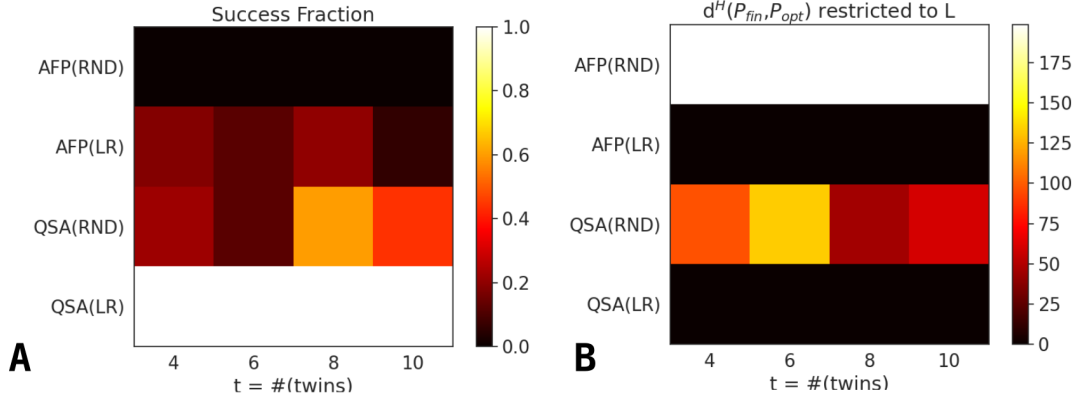 Success Fraction
AFP(RND)
AFP(LR)
QSA(RND)
QSA(LR)
4 6 8 10
t = #(twins)
1.0
0.8
0.6
0.4
0.2
0.0
A
d^H(P_fin,P_opt) restricted to L
AFP(RND)
AFP(LR)
QSA(RND)
QSA(LR)
4 6 8 10
t = #(twins)
175
150
125
100
75
50
25
0
B